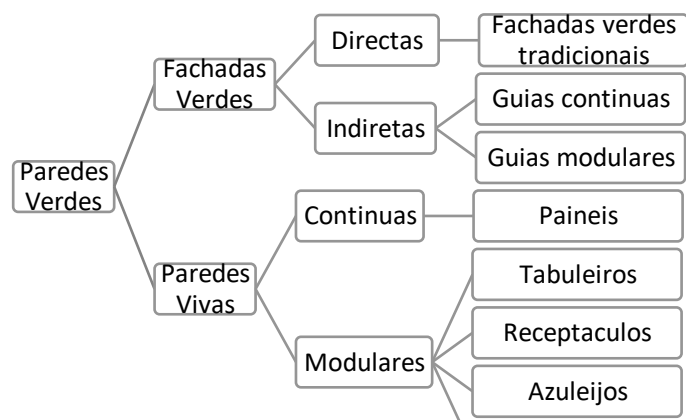 Directas
Fachadas verdes
tradicionais
Fachadas
Verdes
Guias continuas
Indiretas
Guias modulares
Paredes
Verdes
Continuas
Paineis
Paredes
Vivas
Tabuleiros
Receptaculos
Modulares
Azuleijos